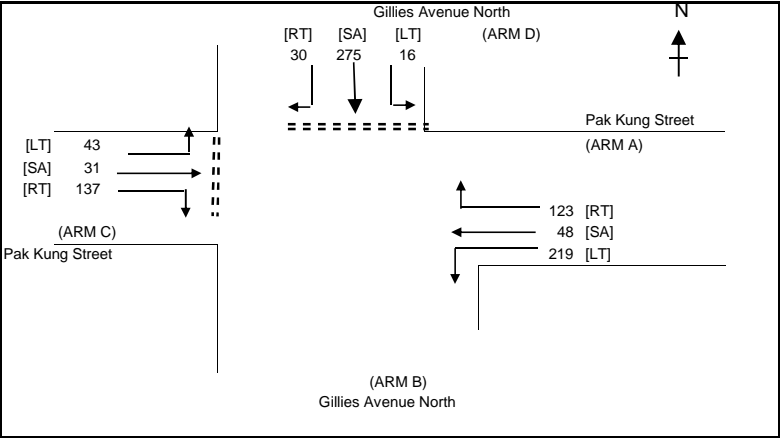 Gillies Avenue North
N
[RT] [SA] [LT] (ARM D)
30 275 16
Pak Kung Street
(ARM A)
[LT] 43
[SA] 31
[RT] 137
123 [RT]
48 [SA]
219 [LT]
(ARM C)
Pak Kung Street
(ARM B)
Gillies Avenue North